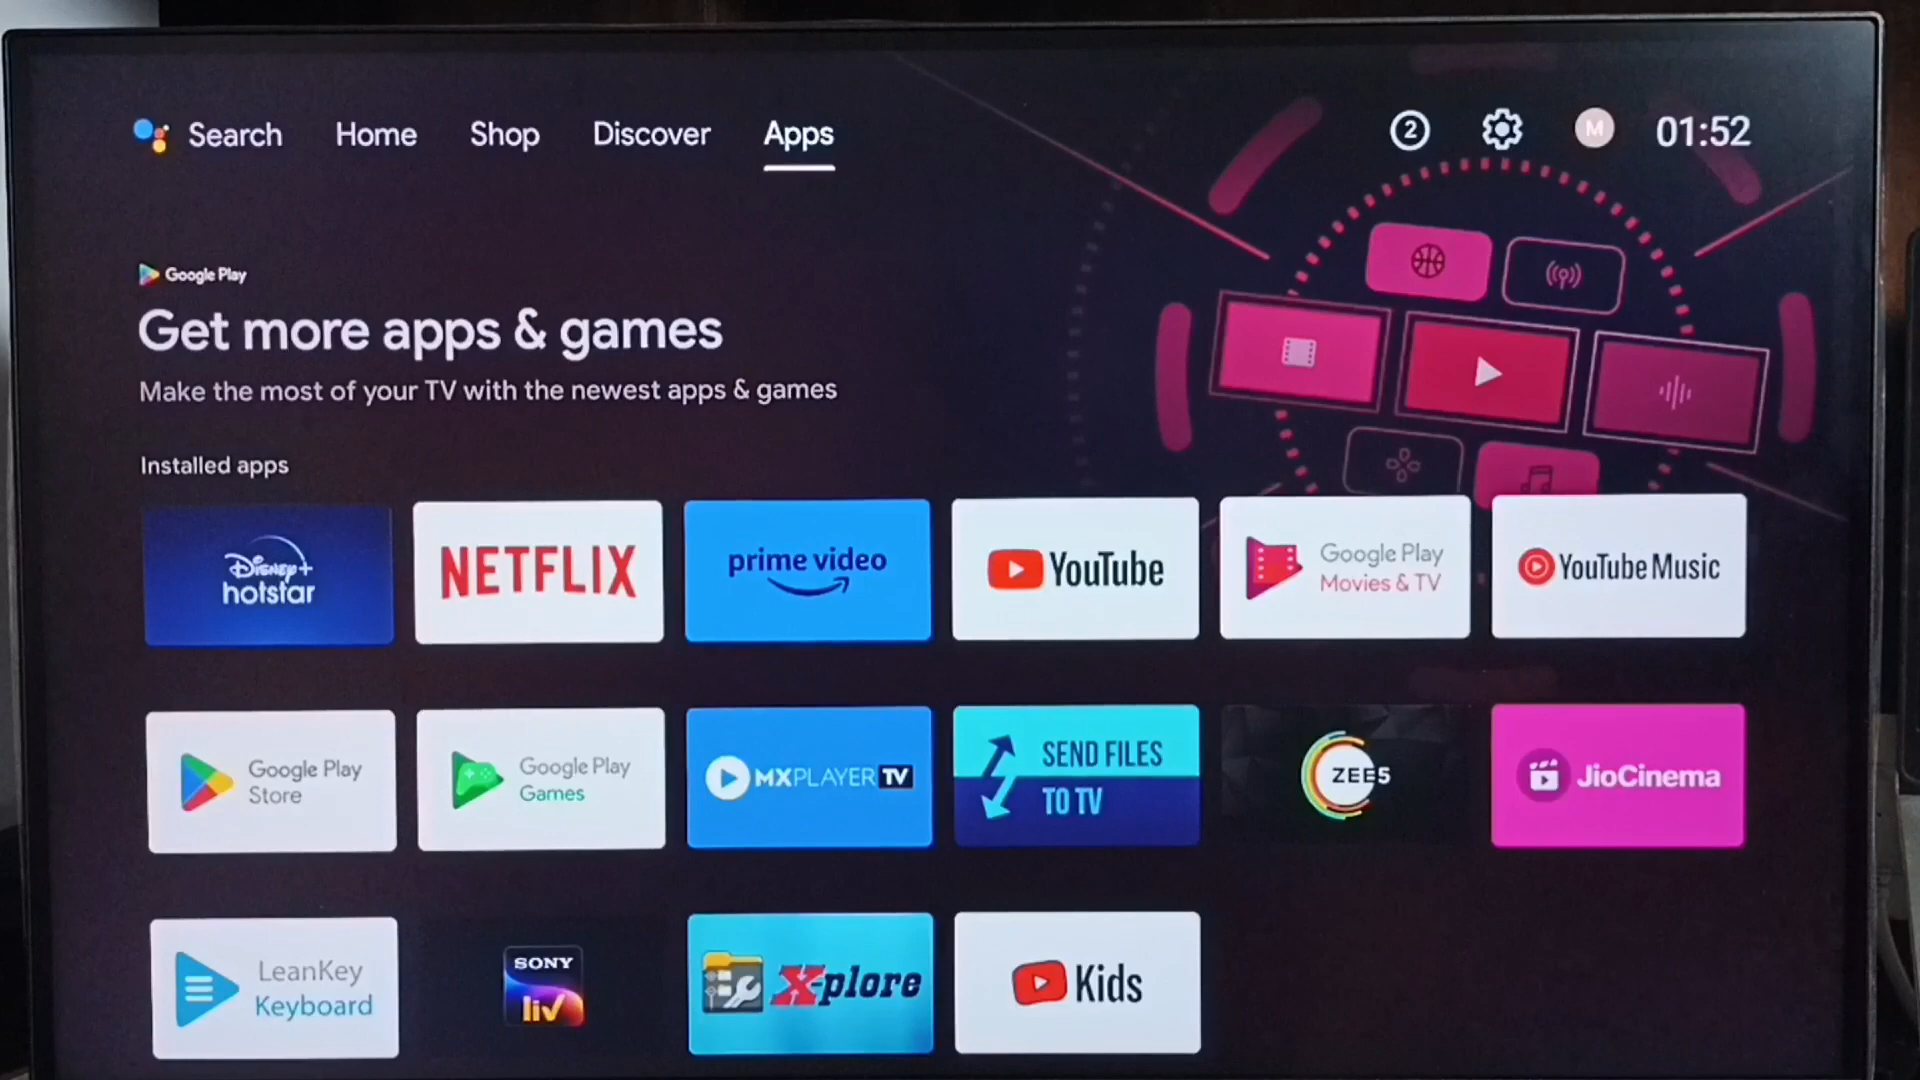 Search Home Shop Discover Apps 2 M 01:52
Google Play
Get more apps & games
Make the most of your TV with the newest apps & games
Installed apps
Disney+
hotstar
NETFLIX
prime video
YouTube
Google Play
Movies & TV
YouTube Music
Google Play
Store
Google Play
Games
MXPLAYER TV
SEND FILES
TO TV
ZEE5
JioCinema
LeanKey
Keyboard
SONY
liv
X-plore
Kids